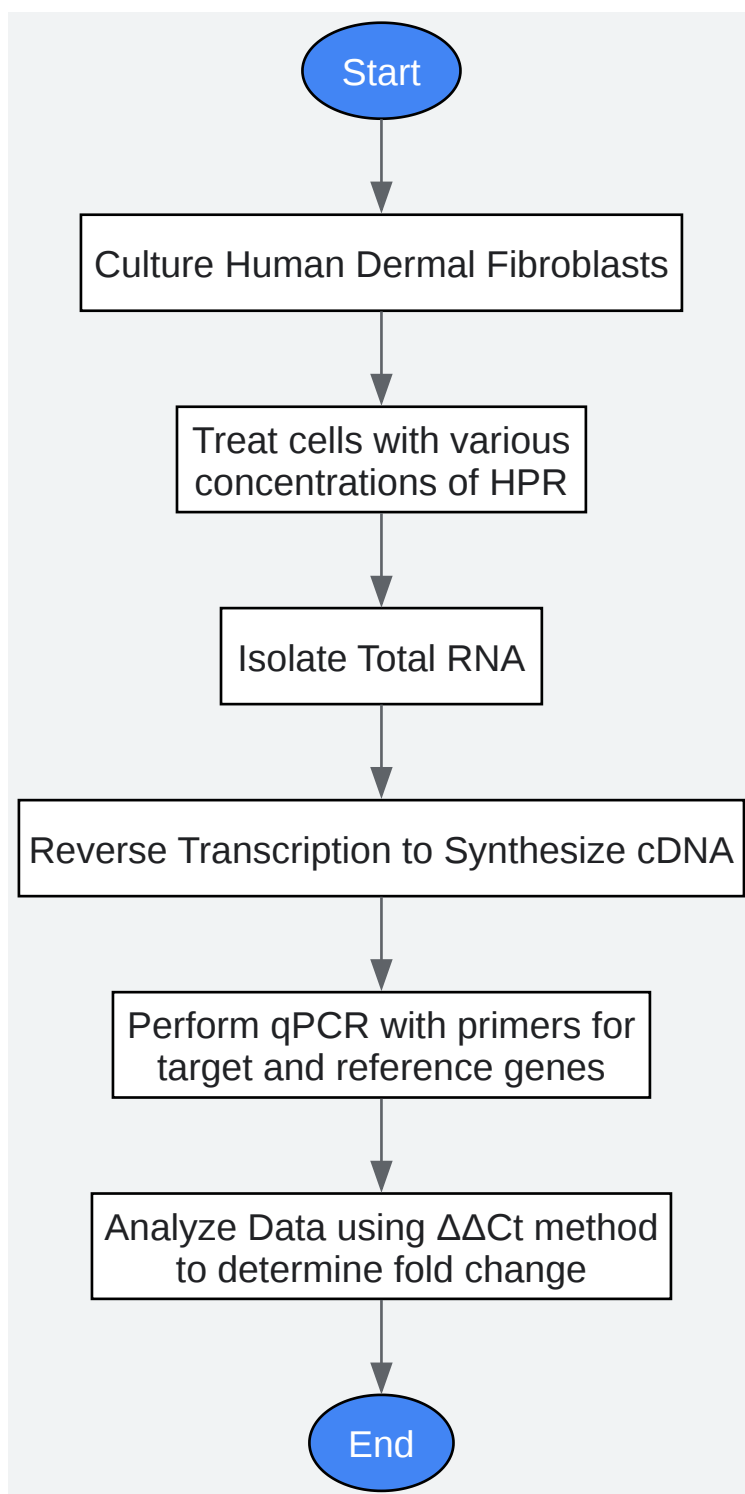 Start
Culture Human Dermal Fibroblasts
Treat cells with various
concentrations of HPR
Isolate Total RNA
Reverse Transcription to Synthesize cDNA
Perform qPCR with primers for
target and reference genes
Analyze Data using ΔΔCt method
to determine fold change
End